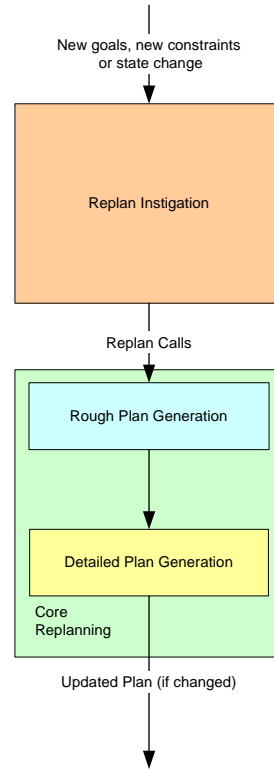 New goals, new constraints
or state change
Replan Instigation
Replan Calls
Rough Plan Generation
Detailed Plan Generation
Core
Replanning
Updated Plan (if changed)